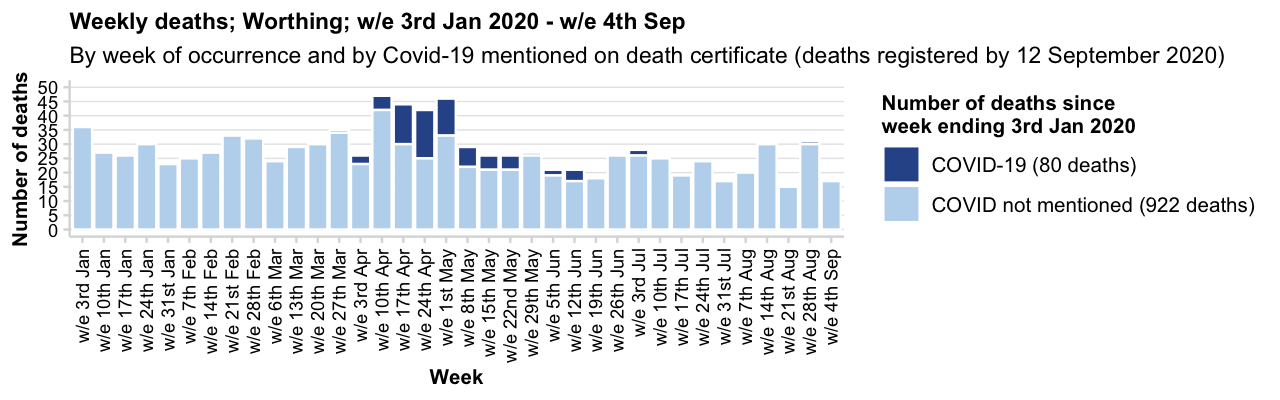 Weekly deaths; Worthing; w/e 3rd Jan 2020 - w/e 4th Sep
By week of occurrence and by Covid-19 mentioned on death certificate (deaths registered by 12 September 2020)
Number of deaths
50
45
40
35
30
25
20
15
10
5
0
w/e 3rd Jan
w/e 10th Jan
w/e 17th Jan
w/e 24th Jan
w/e 31st Jan
w/e 7th Feb
w/e 14th Feb
w/e 21st Feb
w/e 28th Feb
w/e 6th Mar
w/e 13th Mar
w/e 20th Mar
w/e 27th Mar
w/e 3rd Apr
w/e 10th Apr
w/e 17th Apr
w/e 24th Apr
w/e 1st May
w/e 8th May
w/e 15th May
w/e 22nd May
w/e 29th May
w/e 5th Jun
w/e 12th Jun
w/e 19th Jun
w/e 26th Jun
w/e 3rd Jul
w/e 10th Jul
w/e 17th Jul
w/e 24th Jul
w/e 31st Jul
w/e 7th Aug
w/e 14th Aug
w/e 21st Aug
w/e 28th Aug
w/e 4th Sep
Week
Number of deaths since
week ending 3rd Jan 2020
COVID-19 (80 deaths)
COVID not mentioned (922 deaths)